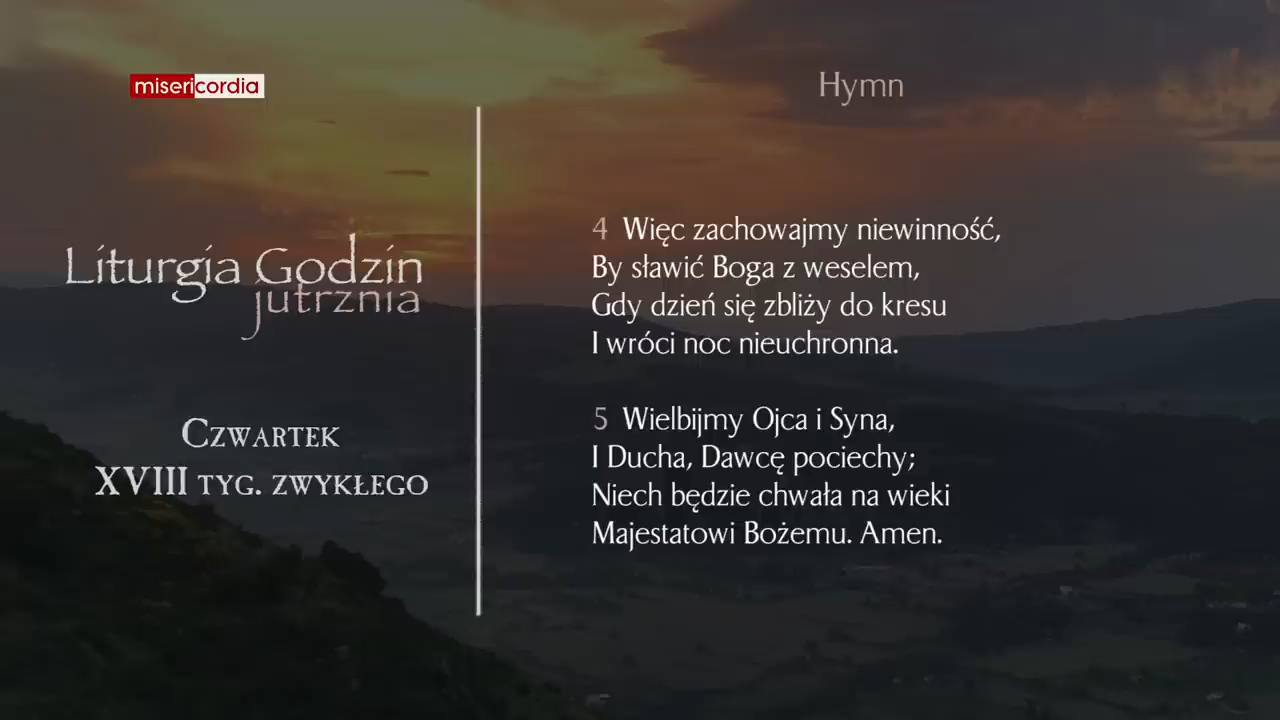 misericordia
Liturgia Godzin
jutrznia
Czwartek
XVIII tyg. zwykłego
Hymn
4 Więc zachowajmy niewinność,
By sławić Boga z weselem,
Gdy dzień się zbliży do kresu
I wróci noc nieuchronna.
5 Wielbijmy Ojca i Syna,
I Ducha, Dawcę pociechy;
Niech będzie chwała na wieki
Majestatowi Bożemu. Amen.